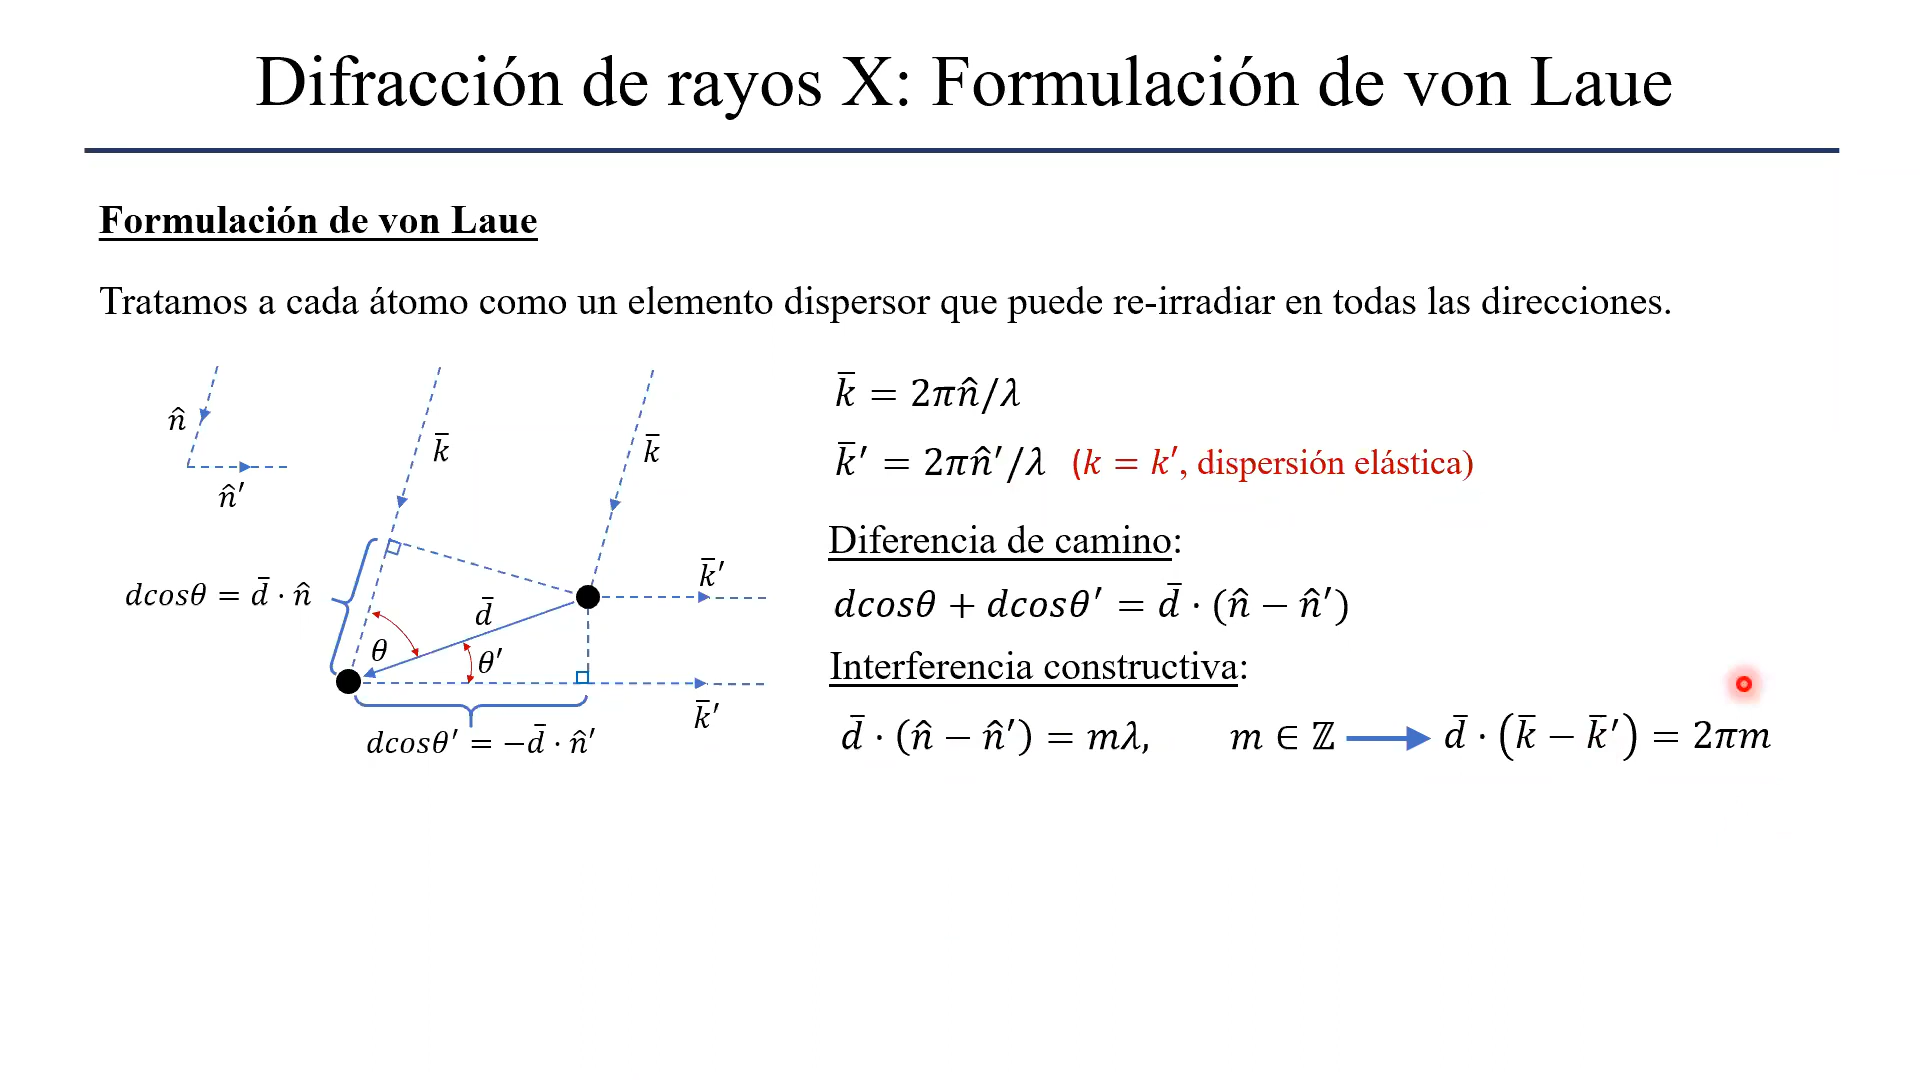 Difracción de rayos X: Formulación de von Laue
Formulación de von Laue
Tratamos a cada átomo como un elemento dispersor que puede re-irradiar en todas las direcciones.
n̂
n̂′
k̄
k̄
k̄′
k̄′
d̄
θ
θ′
dcosθ = d̄ · n̂
dcosθ′ = −d̄ · n̂′
k̄ = 2πn̂/λ
k̄′ = 2πn̂′/λ (k = k′, dispersión elástica)
Diferencia de camino:
dcosθ + dcosθ′ = d̄ · (n̂ − n̂′)
Interferencia constructiva:
d̄ · (n̂ − n̂′) = mλ, m ∈ ℤ d̄ · (k̄ − k̄′) = 2πm